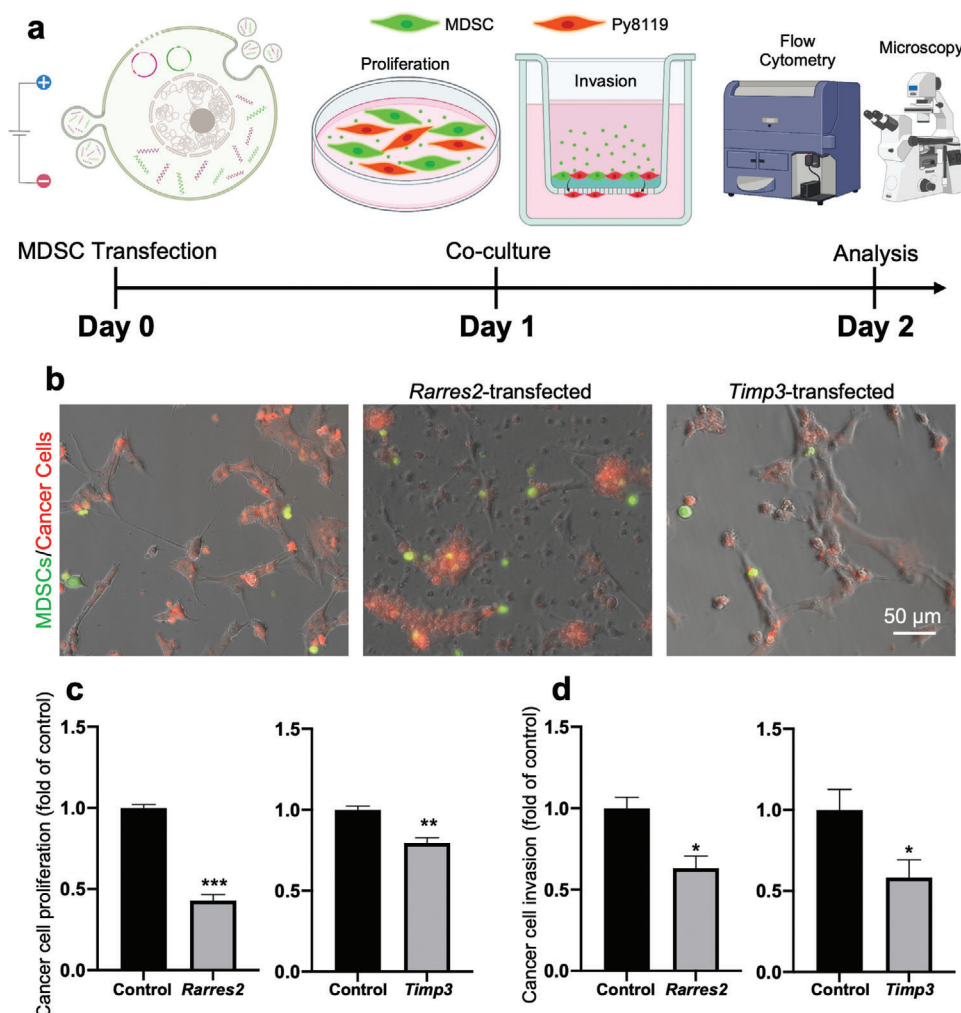 a
MDSC
Py8119
Proliferation
Invasion
Flow
Cytometry
Microscopy
+
−
MDSC Transfection
Co-culture
Analysis
Day 0
Day 1
Day 2
b
Rarres2-transfected
Timp3-transfected
MDSCs/Cancer Cells
50 µm
c
Cancer cell proliferation (fold of control)
1.5
1.0
0.5
0.0
***
Control Rarres2
1.5
1.0
0.5
0.0
**
Control Timp3
d
Cancer cell invasion (fold of control)
1.5
1.0
0.5
0.0
*
Control Rarres2
1.5
1.0
0.5
0.0
*
Control Timp3